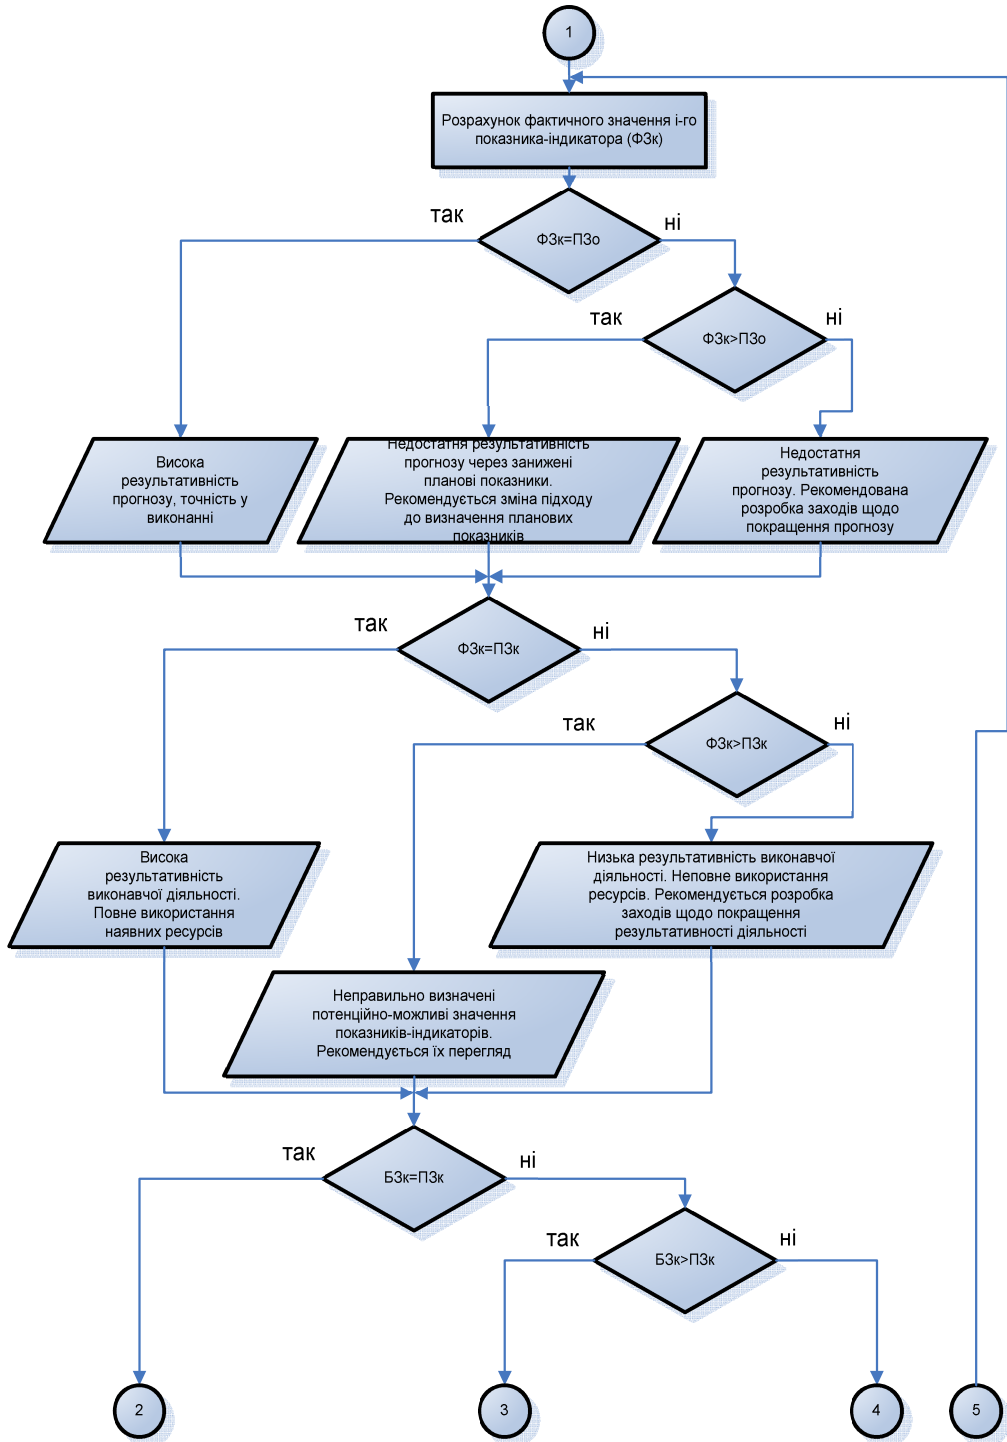 1
Розрахунок фактичного значення і-го
показника-індикатора (ФЗк)
так
ні
ФЗк=ПЗо
так
ні
ФЗк>ПЗо
Висока
результативність
прогнозу, точність у
виконанні
Недостатня результативність
прогнозу через занижені
планові показники.
Рекомендується зміна підходу
до визначення планових
показників
Недостатня
результативність
прогнозу. Рекомендована
розробка заходів щодо
покращення прогнозу
так
ні
ФЗк=ПЗк
так
ні
ФЗк>ПЗк
Висока
результативність
виконавчої діяльності.
Повне використання
наявних ресурсів
Низька результативність виконавчої
діяльності. Неповне використання
ресурсів. Рекомендується розробка
заходів щодо покращення
результативності діяльності
Неправильно визначені
потенційно-можливі значення
показників-індикаторів.
Рекомендується їх перегляд
так
ні
БЗк=ПЗк
так
ні
БЗк>ПЗк
2
3
4
5